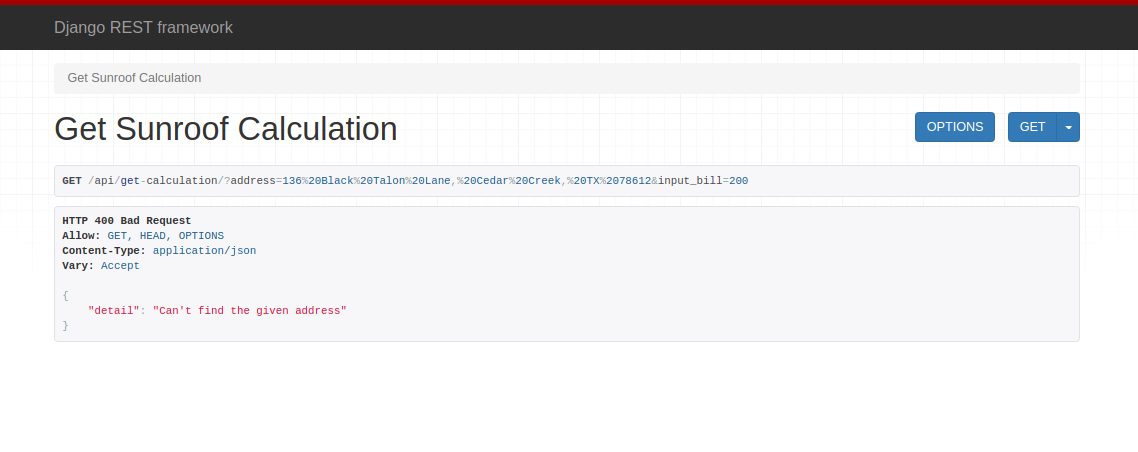 Django REST framework
Get Sunroof Calculation
Get Sunroof Calculation
OPTIONS
GET
GET /api/get-calculation/?address=136%20Black%20Talon%20Lane,%20Cedar%20Creek,%20TX%2078612&input_bill=200
HTTP 400 Bad Request
Allow: GET, HEAD, OPTIONS
Content-Type: application/json
Vary: Accept
{
    "detail": "Can't find the given address"
}